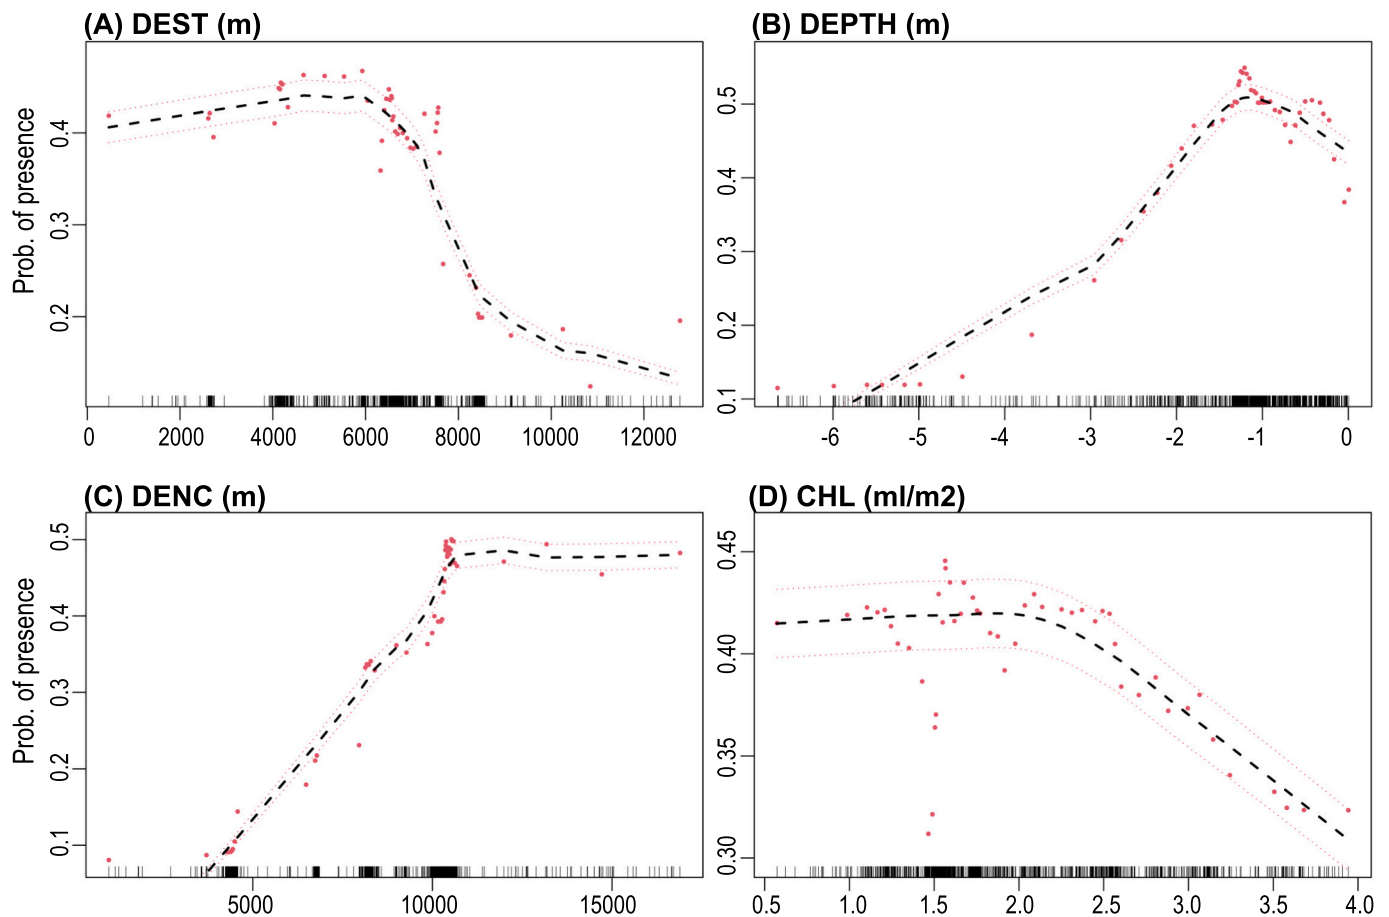 (A) DEST (m)
(B) DEPTH (m)
Prob. of presence
0.4
0.3
0.2
0 2000 4000 6000 8000 10000 12000
0.5
0.4
0.3
0.2
0.1
-6 -5 -4 -3 -2 -1 0
(C) DENC (m)
(D) CHL (ml/m2)
Prob. of presence
0.5
0.4
0.3
0.2
0.1
5000 10000 15000
0.45
0.40
0.35
0.30
0.5 1.0 1.5 2.0 2.5 3.0 3.5 4.0